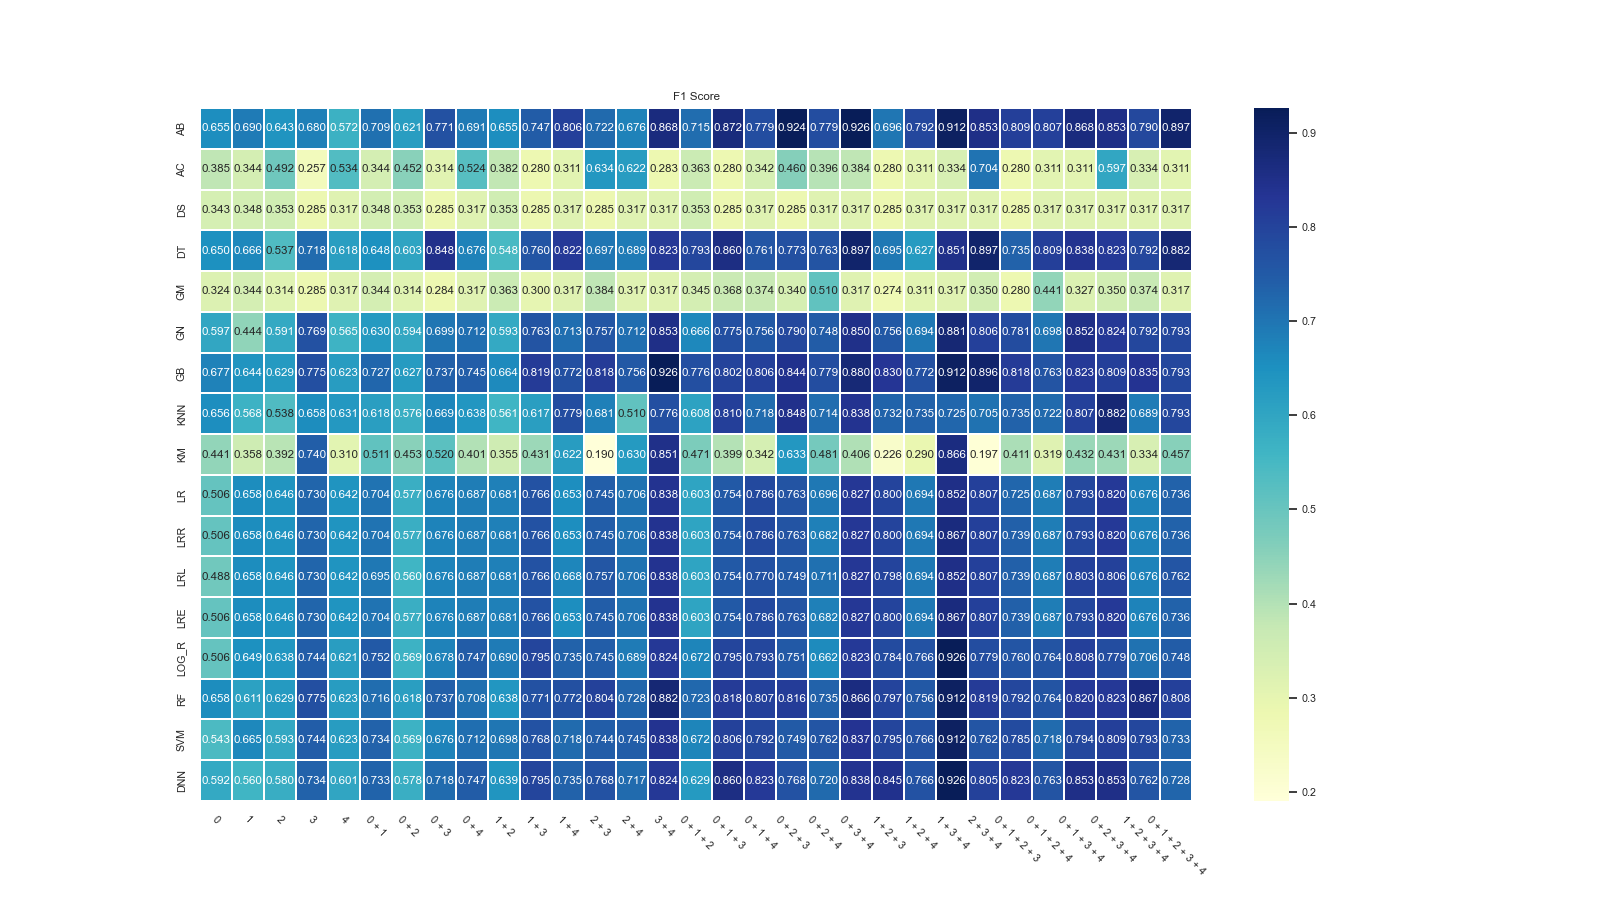 F1 Score
AB 0.655 0.690 0.643 0.680 0.572 0.709 0.621 0.771 0.691 0.655 0.747 0.806 0.722 0.676 0.868 0.715 0.872 0.779 0.924 0.779 0.926 0.696 0.792 0.912 0.853 0.809 0.807 0.868 0.853 0.790 0.897
AC 0.385 0.344 0.492 0.257 0.534 0.344 0.452 0.314 0.524 0.382 0.280 0.311 0.634 0.622 0.283 0.363 0.280 0.342 0.460 0.396 0.384 0.280 0.311 0.334 0.704 0.280 0.311 0.311 0.597 0.334 0.311
DS 0.343 0.348 0.353 0.285 0.317 0.348 0.353 0.285 0.317 0.353 0.285 0.317 0.285 0.317 0.317 0.353 0.285 0.317 0.285 0.317 0.317 0.285 0.317 0.317 0.317 0.285 0.317 0.317 0.317 0.317 0.317
DT 0.650 0.666 0.537 0.718 0.618 0.648 0.603 0.848 0.676 0.548 0.760 0.822 0.697 0.689 0.823 0.793 0.860 0.761 0.773 0.763 0.897 0.695 0.627 0.851 0.897 0.735 0.809 0.838 0.823 0.792 0.882
GM 0.324 0.344 0.314 0.285 0.317 0.344 0.314 0.284 0.317 0.363 0.300 0.317 0.384 0.317 0.317 0.345 0.368 0.374 0.340 0.510 0.317 0.274 0.311 0.317 0.350 0.280 0.441 0.327 0.350 0.374 0.317
GN 0.597 0.444 0.591 0.769 0.565 0.630 0.594 0.699 0.712 0.593 0.763 0.713 0.757 0.712 0.853 0.666 0.775 0.756 0.790 0.748 0.850 0.756 0.694 0.881 0.806 0.781 0.698 0.852 0.824 0.792 0.793
GB 0.677 0.644 0.629 0.775 0.623 0.727 0.627 0.737 0.745 0.664 0.819 0.772 0.818 0.756 0.926 0.776 0.802 0.806 0.844 0.779 0.880 0.830 0.772 0.912 0.896 0.818 0.763 0.823 0.809 0.835 0.793
KNN 0.656 0.568 0.538 0.658 0.631 0.618 0.576 0.669 0.638 0.561 0.617 0.779 0.681 0.510 0.776 0.608 0.810 0.718 0.848 0.714 0.838 0.732 0.735 0.725 0.705 0.735 0.722 0.807 0.882 0.689 0.793
KM 0.441 0.358 0.392 0.740 0.310 0.511 0.453 0.520 0.401 0.355 0.431 0.622 0.190 0.630 0.851 0.471 0.399 0.342 0.633 0.481 0.406 0.226 0.290 0.866 0.197 0.411 0.319 0.432 0.431 0.334 0.457
LR 0.506 0.658 0.646 0.730 0.642 0.704 0.577 0.676 0.687 0.681 0.766 0.653 0.745 0.706 0.838 0.603 0.754 0.786 0.763 0.696 0.827 0.800 0.694 0.852 0.807 0.725 0.687 0.793 0.820 0.676 0.736
LRR 0.506 0.658 0.646 0.730 0.642 0.704 0.577 0.676 0.687 0.681 0.766 0.653 0.745 0.706 0.838 0.603 0.754 0.786 0.763 0.682 0.827 0.800 0.694 0.867 0.807 0.739 0.687 0.793 0.820 0.676 0.736
LRL 0.488 0.658 0.646 0.730 0.642 0.695 0.560 0.676 0.687 0.681 0.766 0.668 0.757 0.706 0.838 0.603 0.754 0.770 0.749 0.711 0.827 0.798 0.694 0.852 0.807 0.739 0.687 0.803 0.806 0.676 0.762
LRE 0.506 0.658 0.646 0.730 0.642 0.704 0.577 0.676 0.687 0.681 0.766 0.653 0.745 0.706 0.838 0.603 0.754 0.786 0.763 0.682 0.827 0.800 0.694 0.867 0.807 0.739 0.687 0.793 0.820 0.676 0.736
LOG_R 0.506 0.649 0.638 0.744 0.621 0.752 0.569 0.678 0.747 0.690 0.795 0.735 0.745 0.689 0.824 0.672 0.795 0.793 0.751 0.662 0.823 0.784 0.766 0.926 0.779 0.760 0.764 0.808 0.779 0.706 0.748
RF 0.658 0.611 0.629 0.775 0.623 0.716 0.618 0.737 0.708 0.638 0.771 0.772 0.804 0.728 0.882 0.723 0.818 0.807 0.816 0.735 0.866 0.797 0.756 0.912 0.819 0.792 0.764 0.820 0.823 0.867 0.808
SVM 0.543 0.665 0.593 0.744 0.623 0.734 0.569 0.676 0.712 0.698 0.768 0.718 0.744 0.745 0.838 0.672 0.806 0.792 0.749 0.762 0.837 0.795 0.766 0.912 0.762 0.785 0.718 0.794 0.809 0.793 0.733
DNN 0.592 0.560 0.580 0.734 0.601 0.733 0.578 0.718 0.747 0.639 0.795 0.735 0.768 0.717 0.824 0.629 0.860 0.823 0.768 0.720 0.838 0.845 0.766 0.926 0.805 0.823 0.763 0.853 0.853 0.762 0.728
0 1 2 3 4 0 + 1 0 + 2 0 + 3 0 + 4 1 + 2 1 + 3 1 + 4 2 + 3 2 + 4 3 + 4 0 + 1 + 2 0 + 1 + 3 0 + 1 + 4 0 + 2 + 3 0 + 2 + 4 0 + 3 + 4 1 + 2 + 3 1 + 2 + 4 1 + 3 + 4 2 + 3 + 4 0 + 1 + 2 + 3 0 + 1 + 2 + 4 0 + 1 + 3 + 4 0 + 2 + 3 + 4 1 + 2 + 3 + 4 0 + 1 + 2 + 3 + 4
0.9
0.8
0.7
0.6
0.5
0.4
0.3
0.2